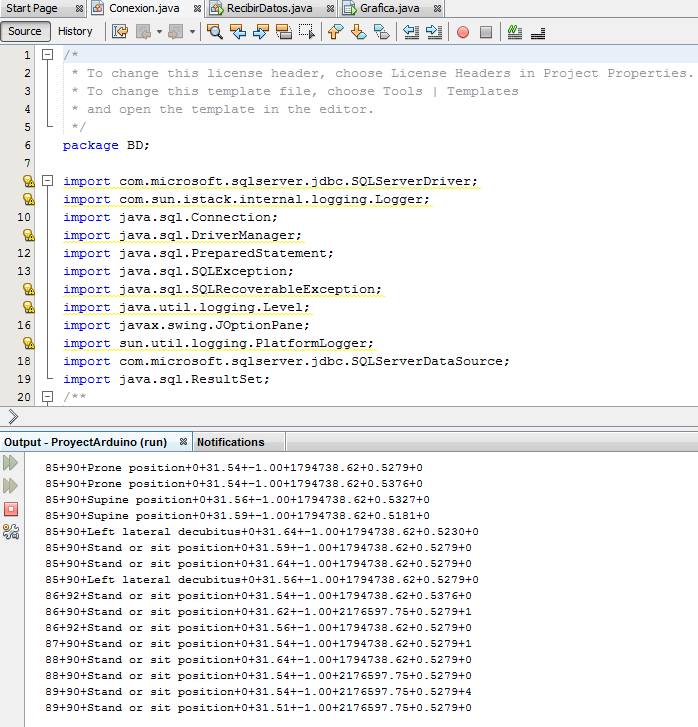 Start Page Conexion.java RecibirDatos.java Grafica.java
Source History
1 /*
2 * To change this license header, choose License Headers in Project Properties.
3 * To change this template file, choose Tools | Templates
4 * and open the template in the editor.
5 */
6 package BD;
7
import com.microsoft.sqlserver.jdbc.SQLServerDriver;
import com.sun.istack.internal.logging.Logger;
10 import java.sql.Connection;
import java.sql.DriverManager;
12 import java.sql.PreparedStatement;
13 import java.sql.SQLException;
import java.sql.SQLRecoverableException;
import java.util.logging.Level;
16 import javax.swing.JOptionPane;
import sun.util.logging.PlatformLogger;
18 import com.microsoft.sqlserver.jdbc.SQLServerDataSource;
19 import java.sql.ResultSet;
20 /**
Output - ProyectArduino (run) Notifications
85+90+Prone position+0+31.54+-1.00+1794738.62+0.5279+0
85+90+Prone position+0+31.54+-1.00+1794738.62+0.5376+0
85+90+Supine position+0+31.56+-1.00+1794738.62+0.5327+0
85+90+Supine position+0+31.59+-1.00+1794738.62+0.5181+0
85+90+Left lateral decubitus+0+31.64+-1.00+1794738.62+0.5230+0
85+90+Stand or sit position+0+31.59+-1.00+1794738.62+0.5279+0
85+90+Stand or sit position+0+31.64+-1.00+1794738.62+0.5279+0
85+90+Left lateral decubitus+0+31.56+-1.00+1794738.62+0.5279+0
86+92+Stand or sit position+0+31.54+-1.00+1794738.62+0.5376+0
86+90+Stand or sit position+0+31.62+-1.00+2176597.75+0.5279+1
86+92+Stand or sit position+0+31.56+-1.00+1794738.62+0.5279+0
87+90+Stand or sit position+0+31.54+-1.00+1794738.62+0.5279+1
88+90+Stand or sit position+0+31.64+-1.00+1794738.62+0.5279+0
88+90+Stand or sit position+0+31.54+-1.00+2176597.75+0.5279+0
89+90+Stand or sit position+0+31.54+-1.00+2176597.75+0.5279+4
89+90+Stand or sit position+0+31.51+-1.00+2176597.75+0.5279+0